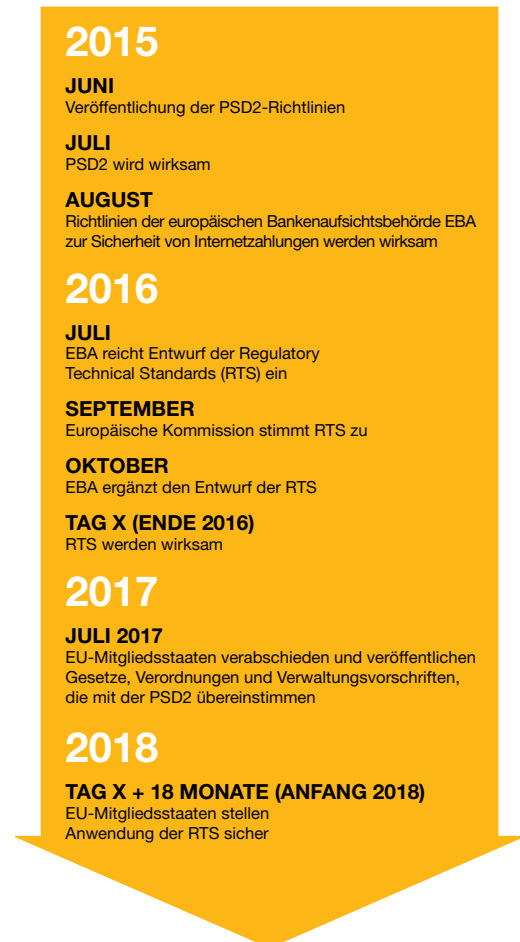 2015
JUNI
Veröffentlichung der PSD2-Richtlinien
JULI
PSD2 wird wirksam
AUGUST
Richtlinien der europäischen Bankenaufsichtsbehörde EBA
zur Sicherheit von Internetzahlungen werden wirksam
2016
JULI
EBA reicht Entwurf der Regulatory
Technical Standards (RTS) ein
SEPTEMBER
Europäische Kommission stimmt RTS zu
OKTOBER
EBA ergänzt den Entwurf der RTS
TAG X (ENDE 2016)
RTS werden wirksam
2017
JULI 2017
EU-Mitgliedsstaaten verabschieden und veröffentlichen
Gesetze, Verordnungen und Verwaltungsvorschriften,
die mit der PSD2 übereinstimmen
2018
TAG X + 18 MONATE (ANFANG 2018)
EU-Mitgliedsstaaten stellen
Anwendung der RTS sicher